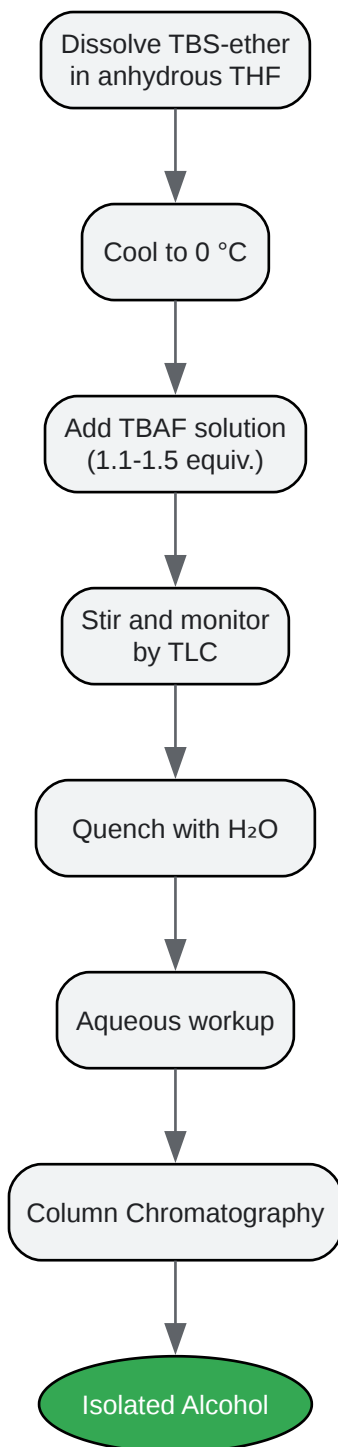 Dissolve TBS-ether
in anhydrous THF
Cool to 0 °C
Add TBAF solution
(1.1-1.5 equiv.)
Stir and monitor
by TLC
Quench with H₂O
Aqueous workup
Column Chromatography
Isolated Alcohol